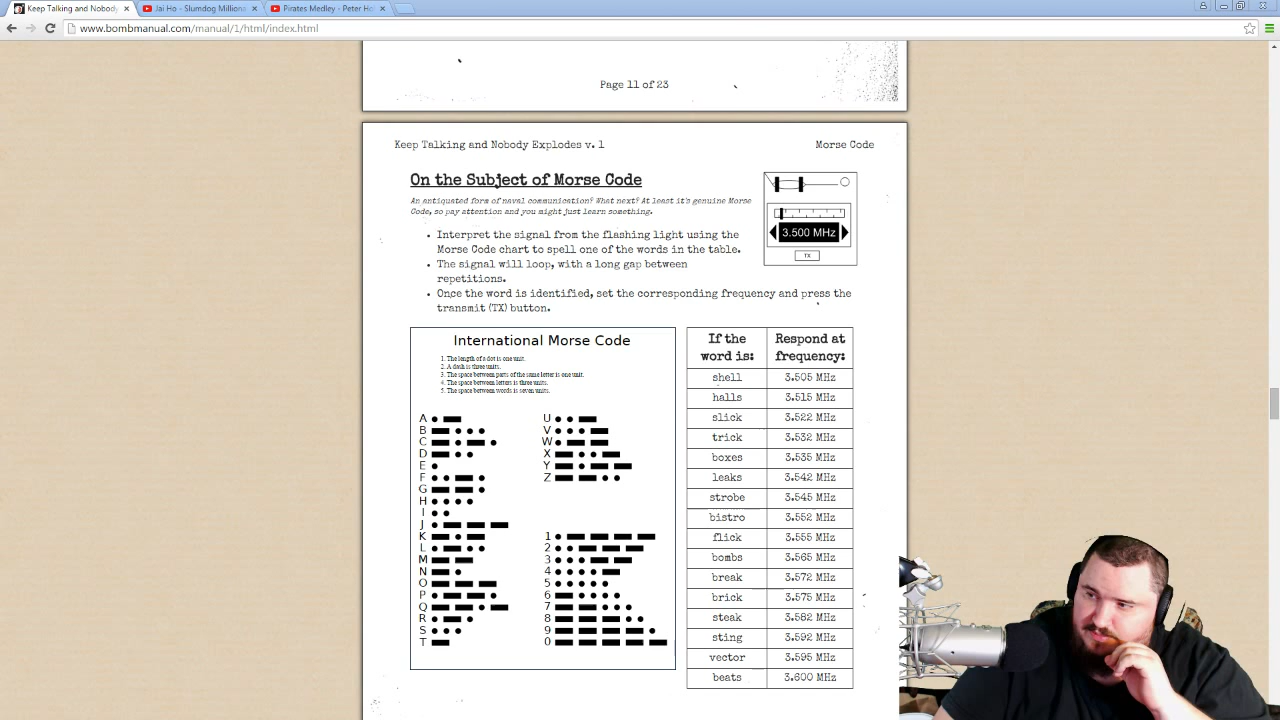 Keep Talking and Nobody
Jai Ho - Slumdog Milliona
Pirates Medley - Peter Ho
www.bombmanual.com/manual/1/html/index.html
Page 11 of 23
Keep Talking and Nobody Explodes v. 1
Morse Code
On the Subject of Morse Code
An antiquated form of naval communication? What next? At least it's genuine Morse
Code, so pay attention and you might just learn something.
3.500 MHz
TX
• Interpret the signal from the flashing light using the
Morse Code chart to spell one of the words in the table.
• The signal will loop, with a long gap between
repetitions.
• Once the word is identified, set the corresponding frequency and press the
transmit (TX) button.
International Morse Code
1. The length of a dot is one unit.
2. A dash is three units.
3. The space between parts of the same letter is one unit.
4. The space between letters is three units.
5. The space between words is seven units.
A
B
C
D
E
F
G
H
I
J
K
L
M
N
O
P
Q
R
S
T
U
V
W
X
Y
Z
1
2
3
4
5
6
7
8
9
0
If the word is: Respond at frequency:
shell 3.505 MHz
halls 3.515 MHz
slick 3.522 MHz
trick 3.532 MHz
boxes 3.535 MHz
leaks 3.542 MHz
strobe 3.545 MHz
bistro 3.552 MHz
flick 3.555 MHz
bombs 3.565 MHz
break 3.572 MHz
brick 3.575 MHz
steak 3.582 MHz
sting 3.592 MHz
vector 3.595 MHz
beats 3.600 MHz